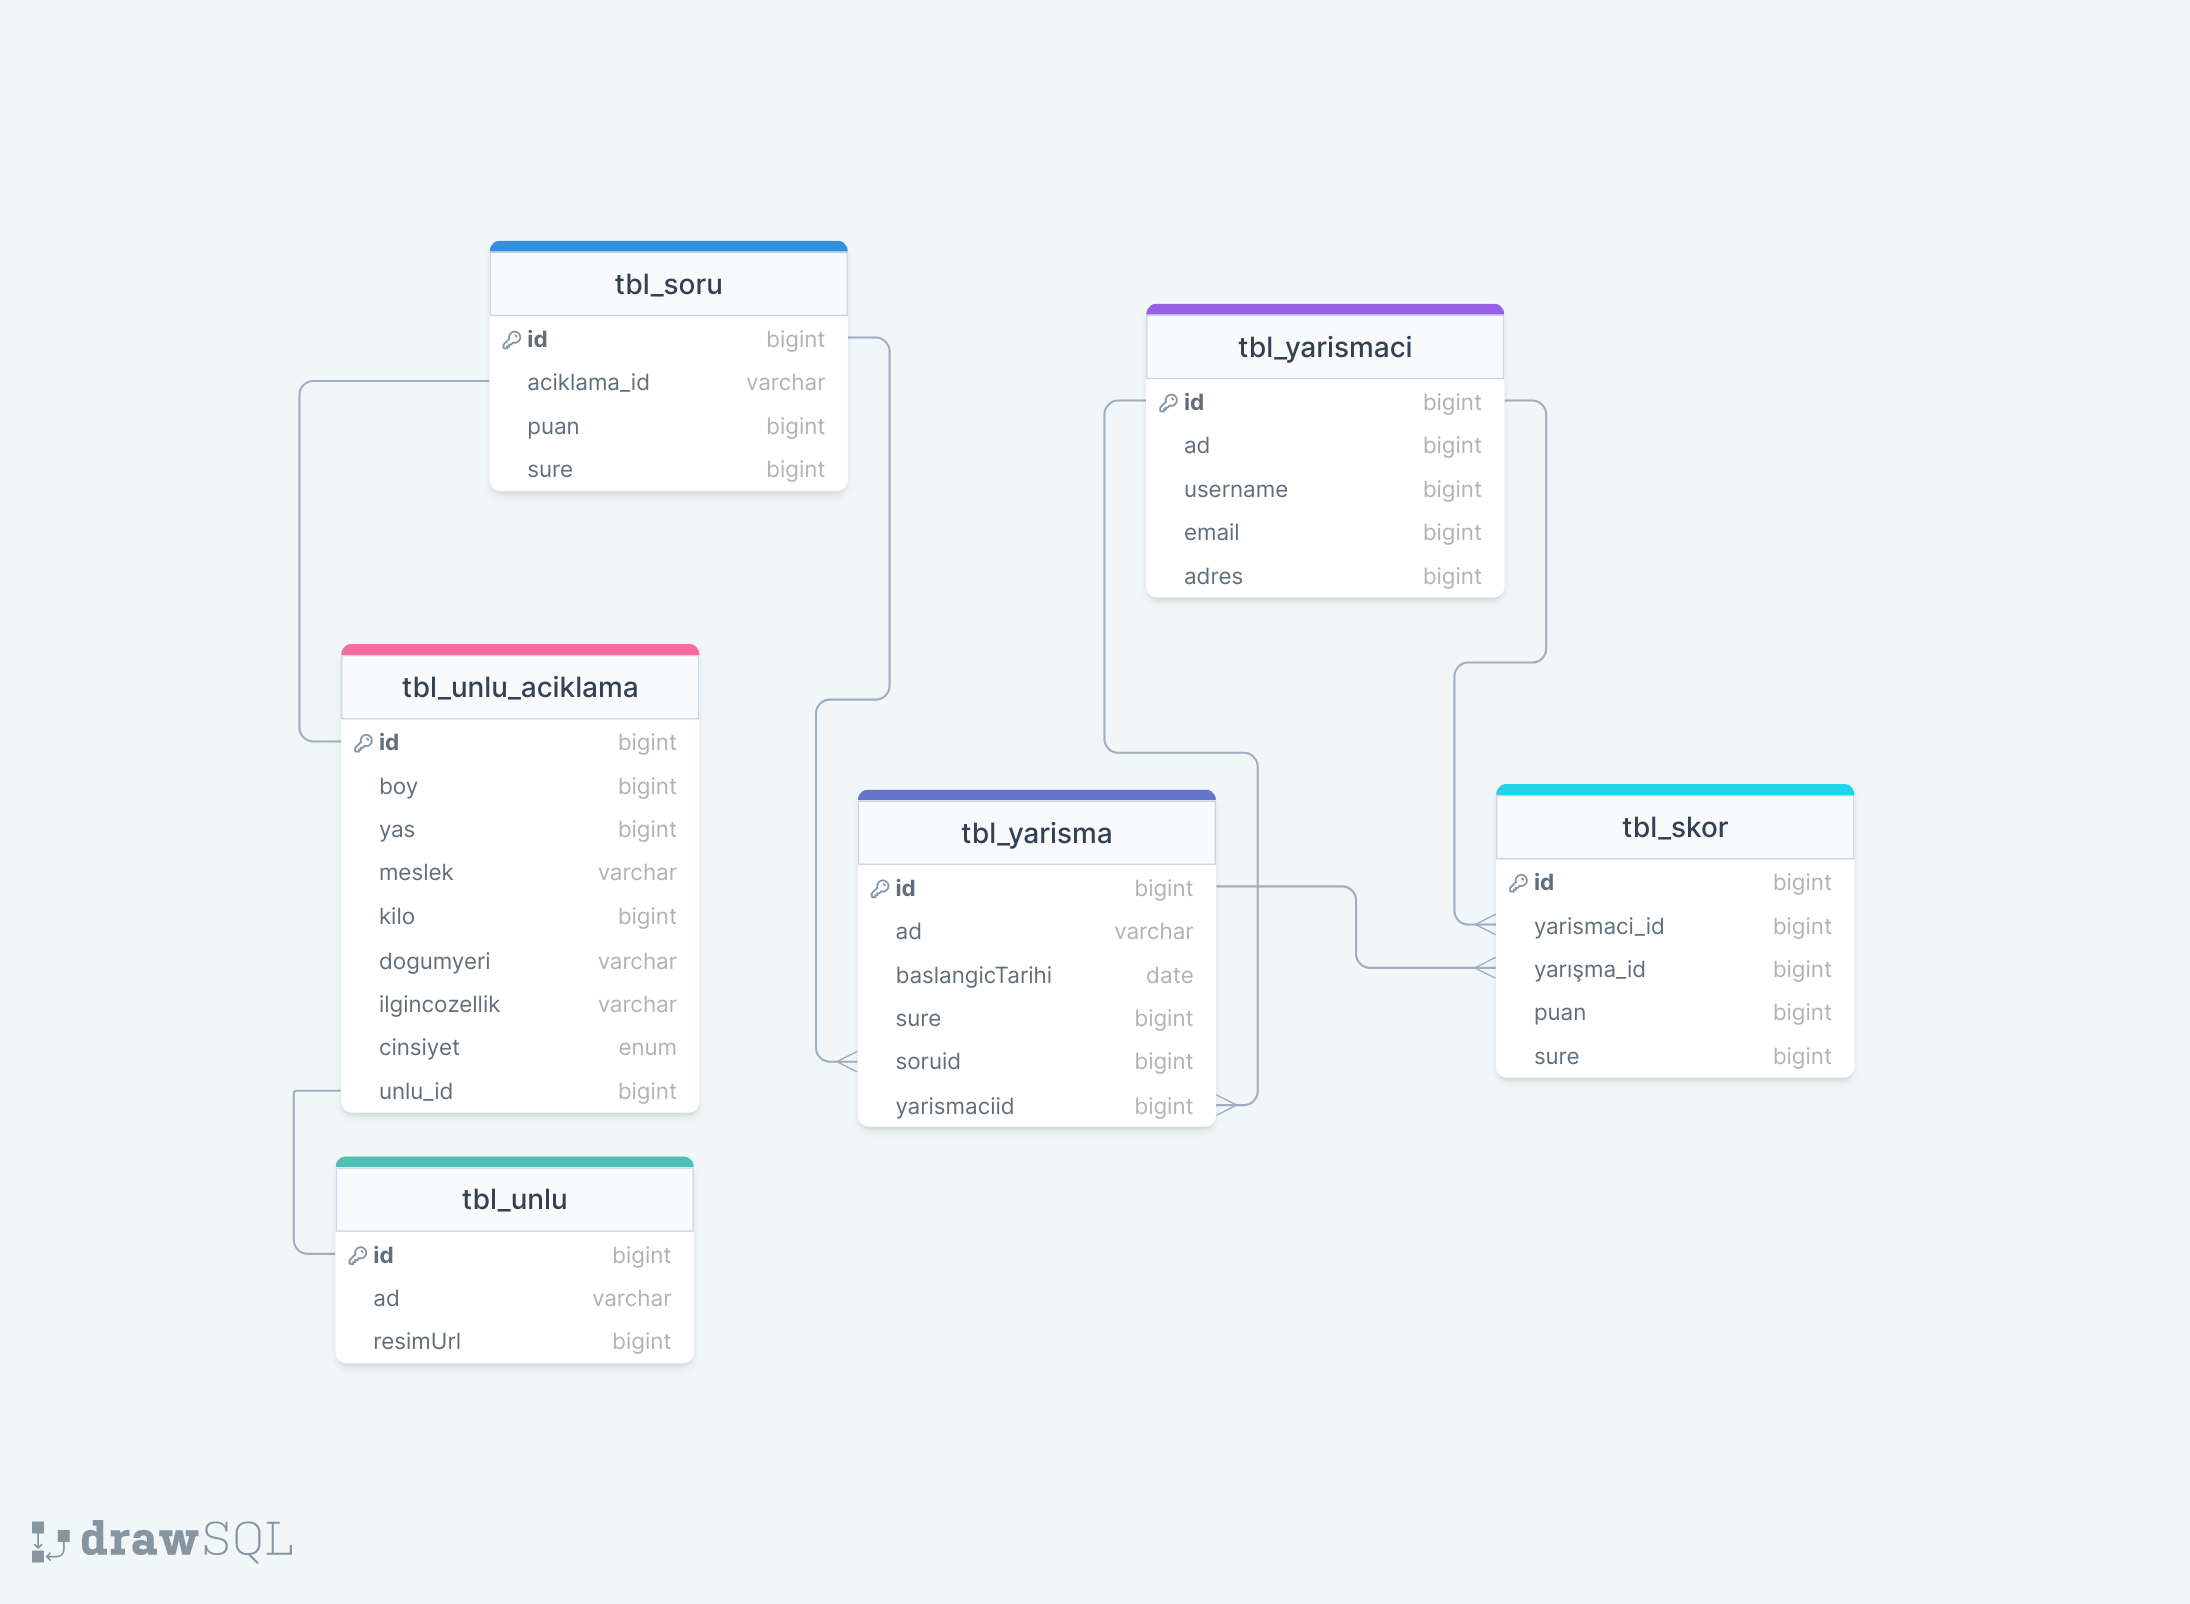 tbl_soru
id bigint
aciklama_id varchar
puan bigint
sure bigint
tbl_yarismaci
id bigint
ad bigint
username bigint
email bigint
adres bigint
tbl_unlu_aciklama
id bigint
boy bigint
yas bigint
meslek varchar
kilo bigint
dogumyeri varchar
ilgincozellik varchar
cinsiyet enum
unlu_id bigint
tbl_yarisma
id bigint
ad varchar
baslangicTarihi date
sure bigint
soruid bigint
yarismaciid bigint
tbl_skor
id bigint
yarismaci_id bigint
yarışma_id bigint
puan bigint
sure bigint
tbl_unlu
id bigint
ad varchar
resimUrl bigint
drawSQL